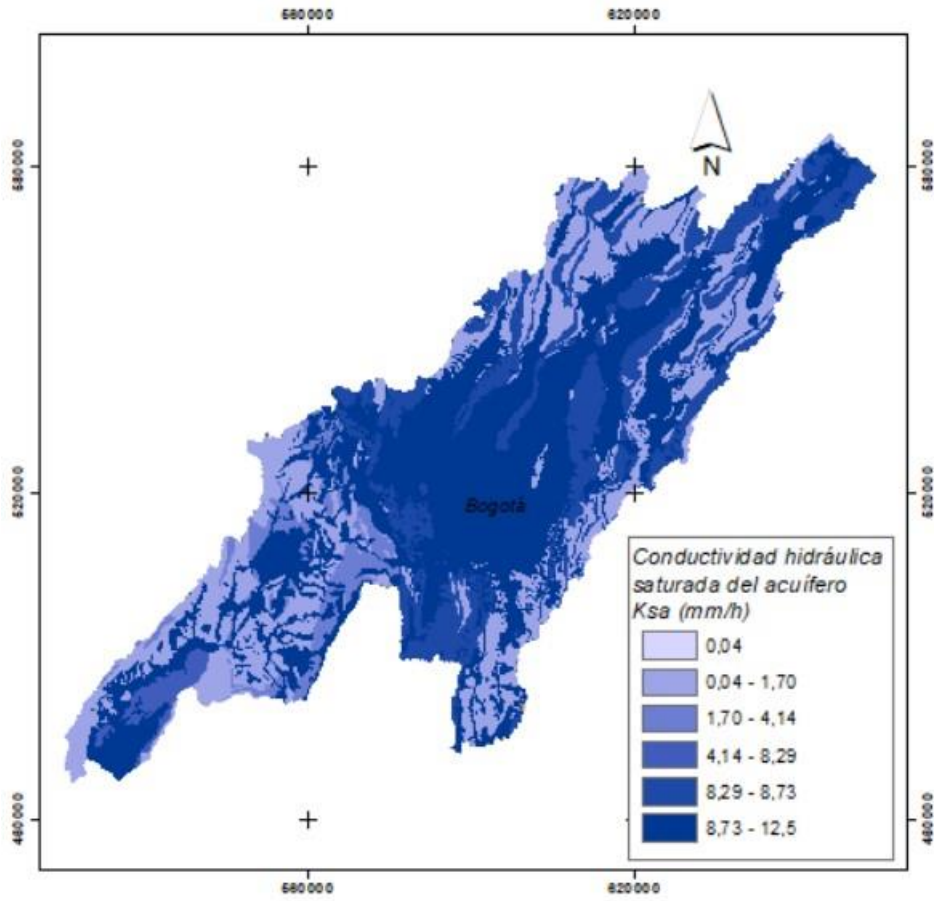 560000
620000
580000
580000
N
520000
520000
Bogotá
Conductividad hidráulica
saturada del acuífero
Ksa (mm/h)
0,04
0,04 - 1,70
1,70 - 4,14
4,14 - 8,29
8,29 - 8,73
8,73 - 12,5
460000
460000
560000
620000